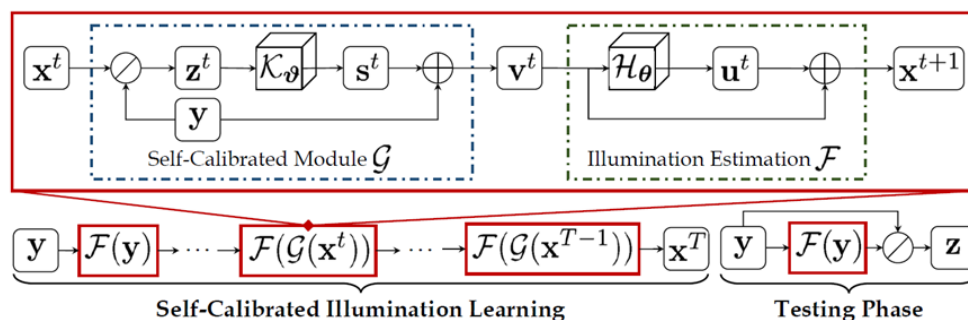 x^t ⊘ z^t K_ϑ s^t ⊕ v^t H_θ u^t ⊕ x^{t+1}
y
Self-Calibrated Module G
Illumination Estimation F
y F(y) ··· F(G(x^t)) ··· F(G(x^{T−1})) x^T
y F(y) ⊘ z
Self-Calibrated Illumination Learning
Testing Phase